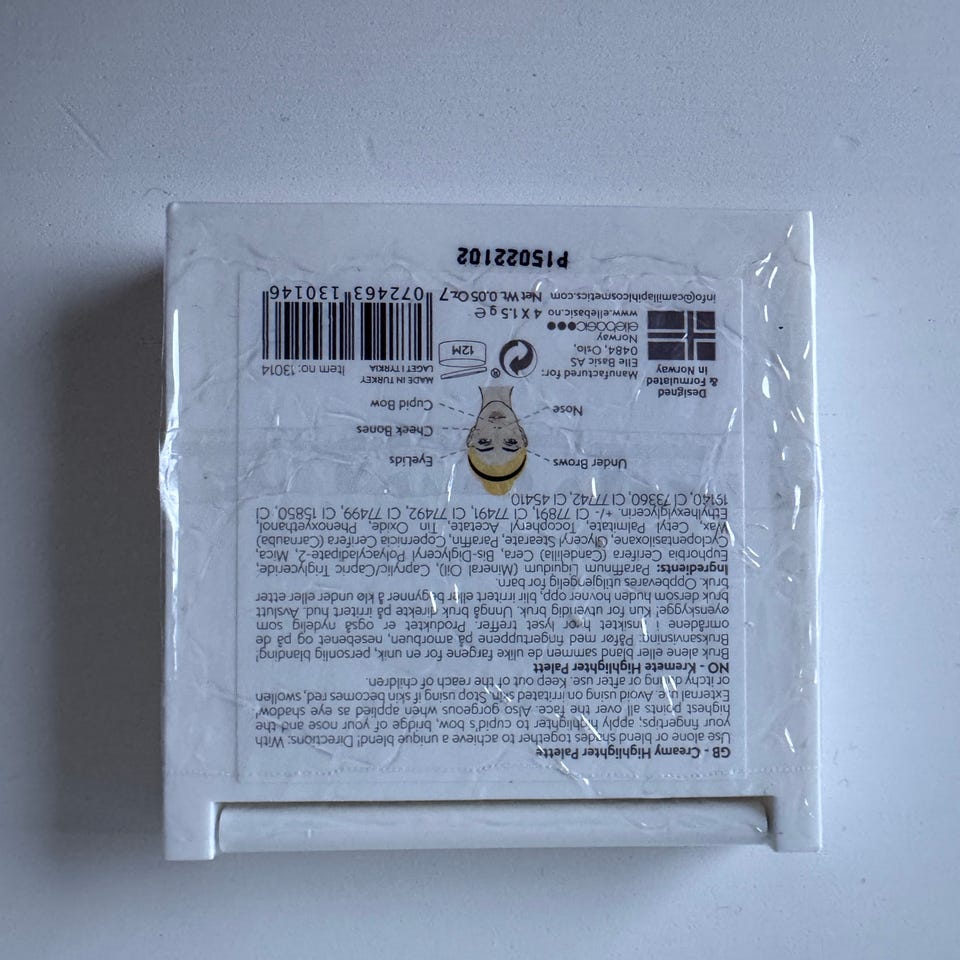 GB - Creamy Highlighter Palette
Use alone or blend shades together to achieve a unique blend! Directions: With
your fingertips, apply highlighter to cupid's bow, bridge of your nose and the
highest points all over the face. Also gorgeous when applied as eye shadow!
External use. Avoid using on irritated skin. Stop using if skin becomes red, swollen
or itchy during or after use. Keep out of the reach of children.
NO - Kremete Highlighter Palett
Bruk alene eller bland sammen de ulike fargene for en unik, personlig blanding!
Bruksanvisning: Påfør med fingertuppene på amorbuen, nesebenet og på de
områdene i ansiktet hvor lyset treffer. Produktet er også nydelig som
øyenskygge! Kun for utvendig bruk. Unngå bruk direkte på irritert hud. Avslutt
bruk dersom huden hovner opp, blir irritert eller begynner å klø under eller etter
bruk. Oppbevares utilgjengelig for barn.
Ingredients: Paraffinum Liquidum (Mineral Oil), Caprylic/Capric Triglyceride,
Euphorbia Cerifera (Candelilla) Cera, Bis-Diglyceryl Polyacyladipate-2, Mica,
Cyclopentasiloxane, Glyceryl Stearate, Paraffin, Copernicia Cerifera (Carnauba)
Wax, Cetyl Palmitate, Tocopheryl Acetate, Tin Oxide, Phenoxyethanol,
Ethylhexylglycerin. +/- CI 77891, CI 77491, CI 77492, CI 77499, CI 15850, CI
19140, CI 73360, CI 77742, CI 45410
Under Brows
EyeLids
Cheek Bones
Nose
Cupid Bow
Designed
& Formulated
in Norway
Manufactured for:
Elle Basic AS
0484, Oslo,
Norway
ellebasic
www.ellebasic.no
info@camillapihlcosmetics.com
®
12M
4 X 1.5 g e
Net Wt. 0.05 Oz
MADE IN TURKEY
LAGET I TYRKIA
Item no: 13014
7 072463 130146
P15022102